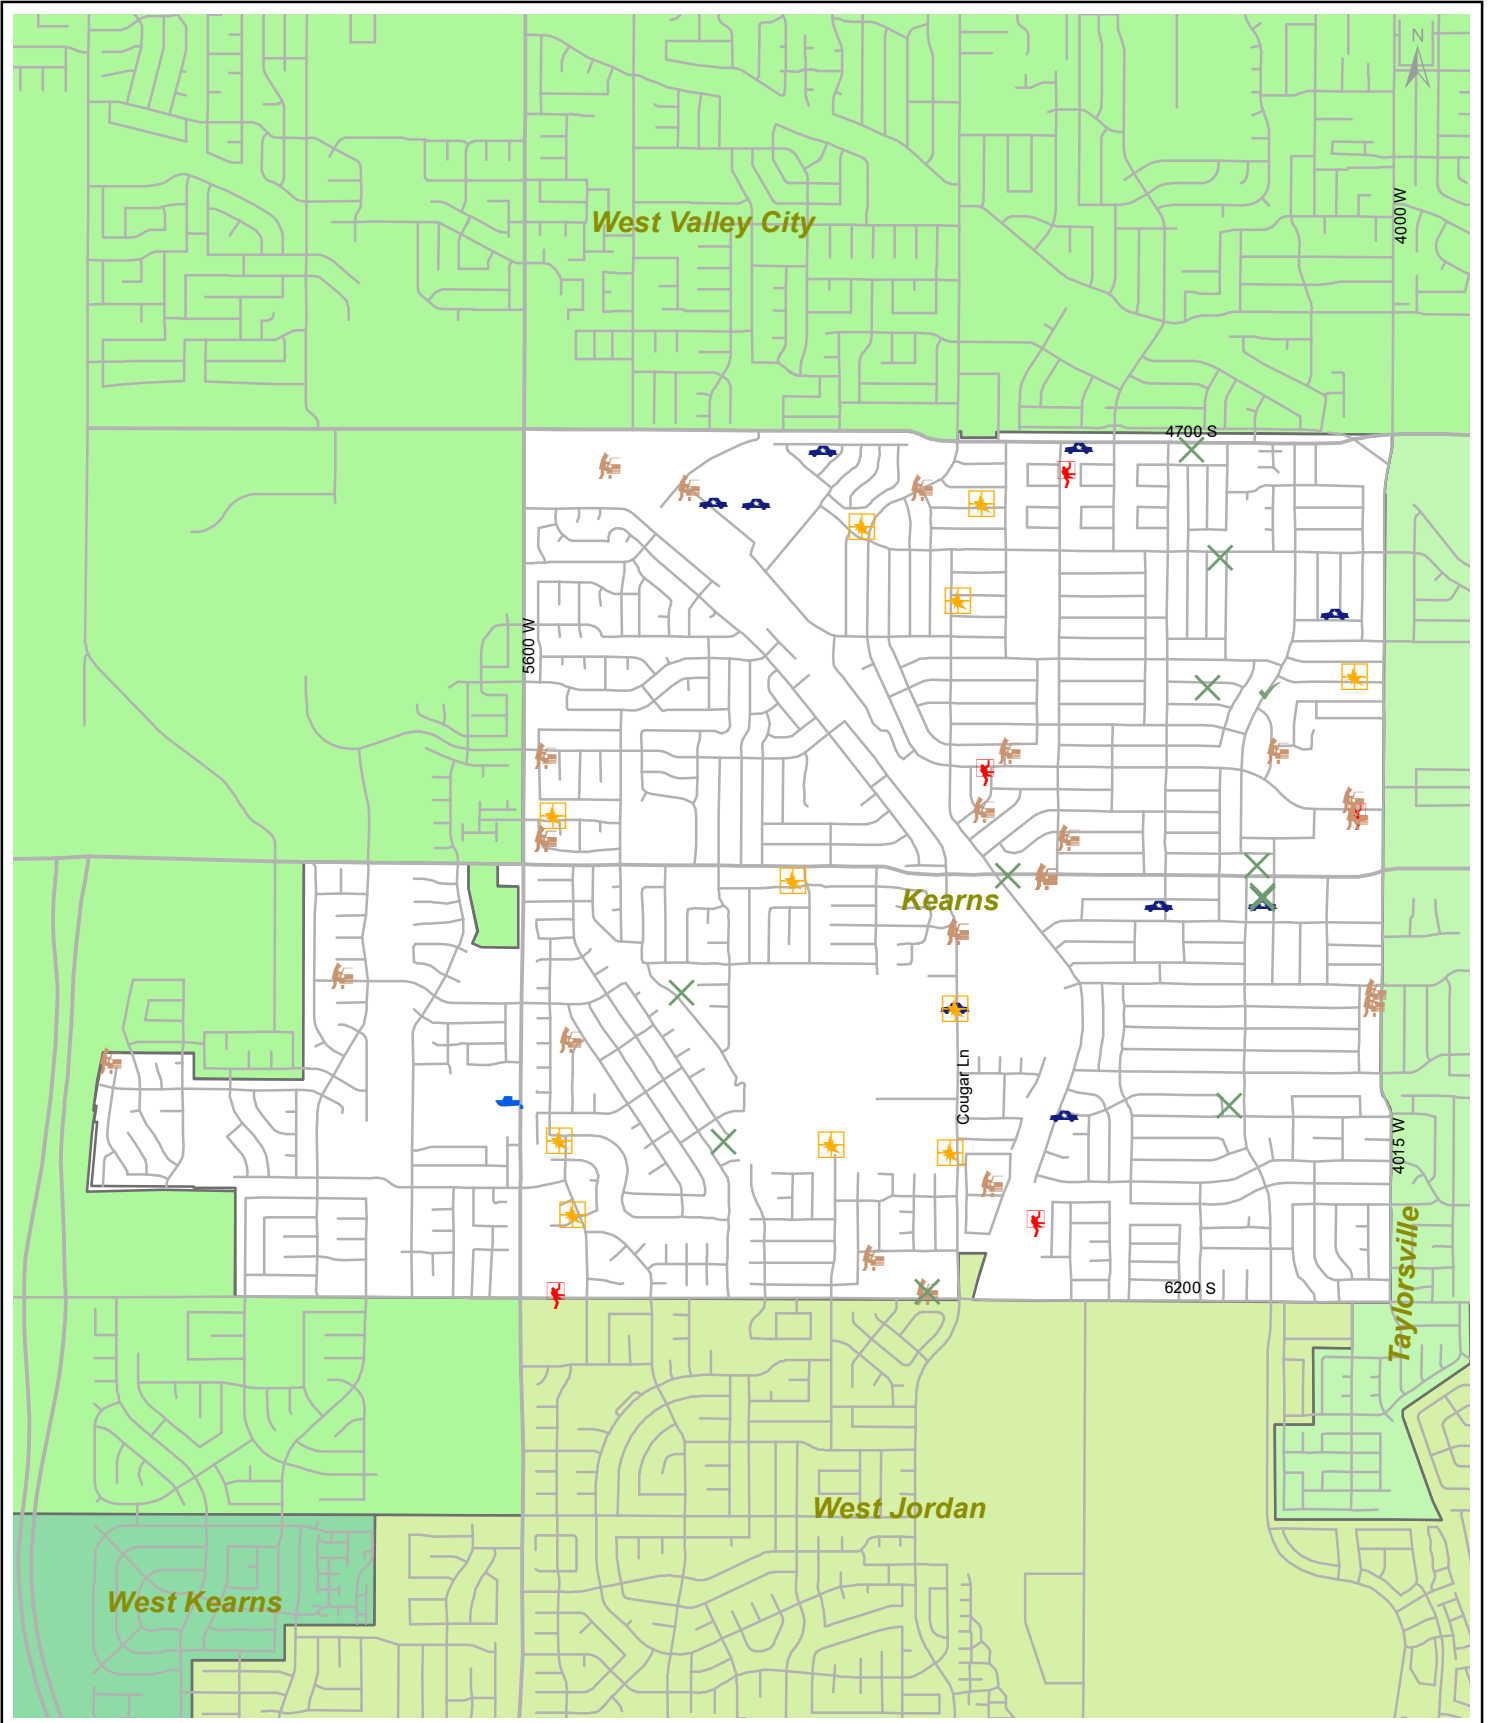 N
4000 W
West Valley City
4700 S
5600 W
Kearns
Cougar Ln
4015 W
Taylorsville
6200 S
West Jordan
West Kearns